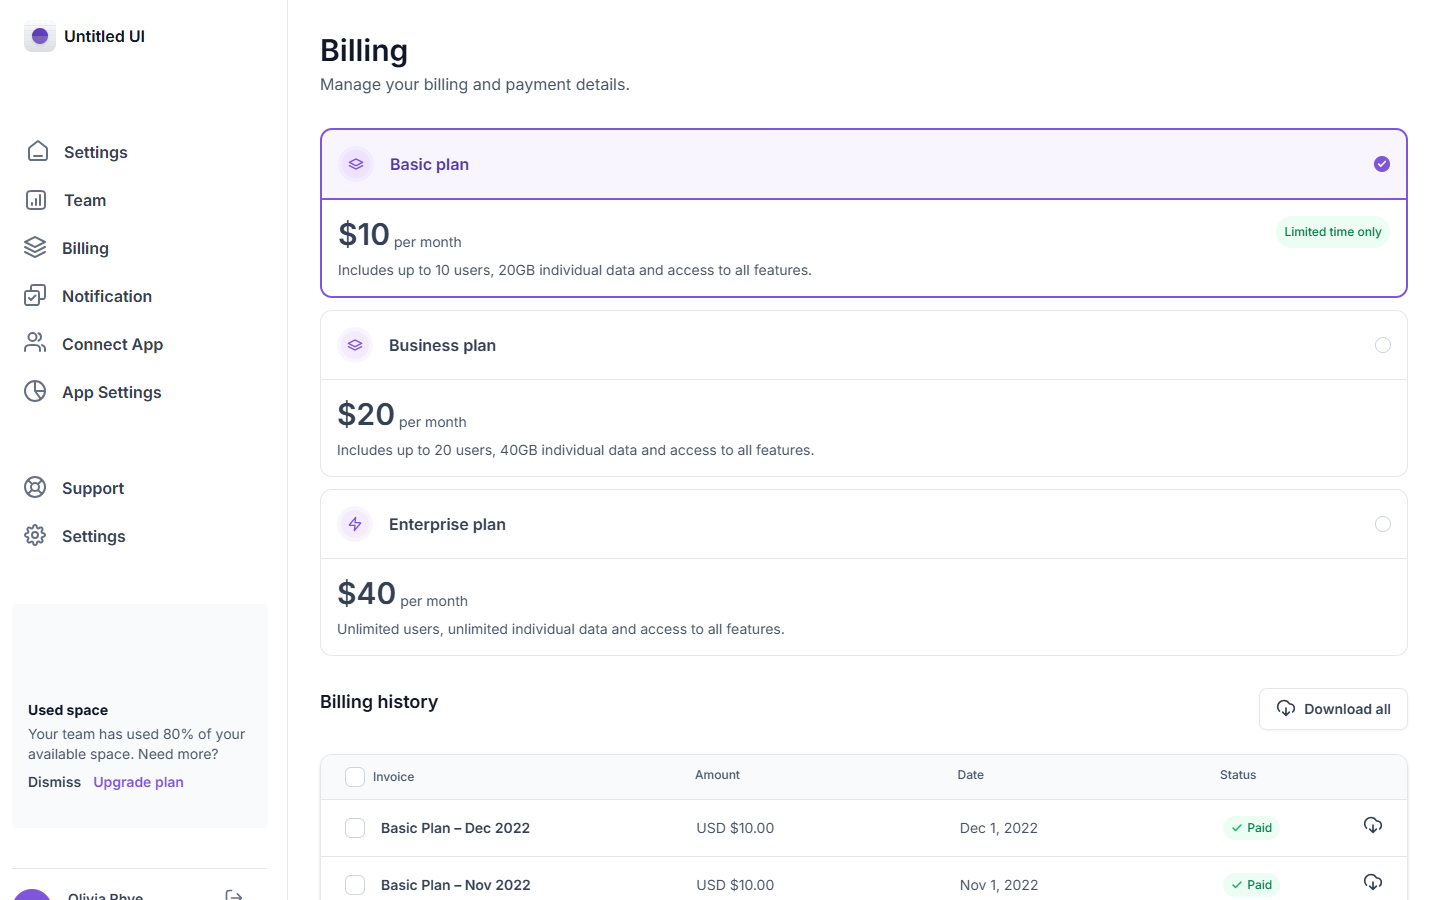 Untitled UI
Settings
Team
Billing
Notification
Connect App
App Settings
Support
Settings
Used space
Your team has used 80% of your
available space. Need more?
Dismiss Upgrade plan
Olivia Rhye
Billing
Manage your billing and payment details.
Basic plan
$10 per month
Limited time only
Includes up to 10 users, 20GB individual data and access to all features.
Business plan
$20 per month
Includes up to 20 users, 40GB individual data and access to all features.
Enterprise plan
$40 per month
Unlimited users, unlimited individual data and access to all features.
Billing history
Download all
Invoice Amount Date Status
Basic Plan – Dec 2022 USD $10.00 Dec 1, 2022 Paid
Basic Plan – Nov 2022 USD $10.00 Nov 1, 2022 Paid